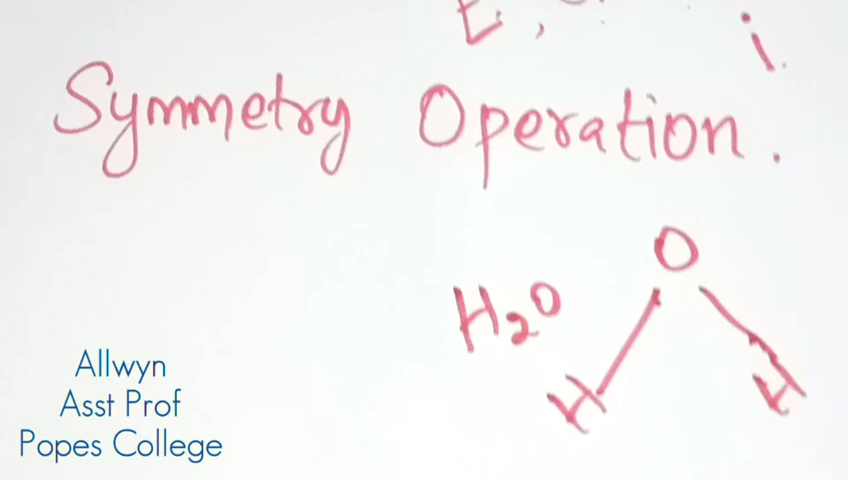 E, i
Symmetry Operation.
O
H₂O
H H
Allwyn
Asst Prof
Popes College